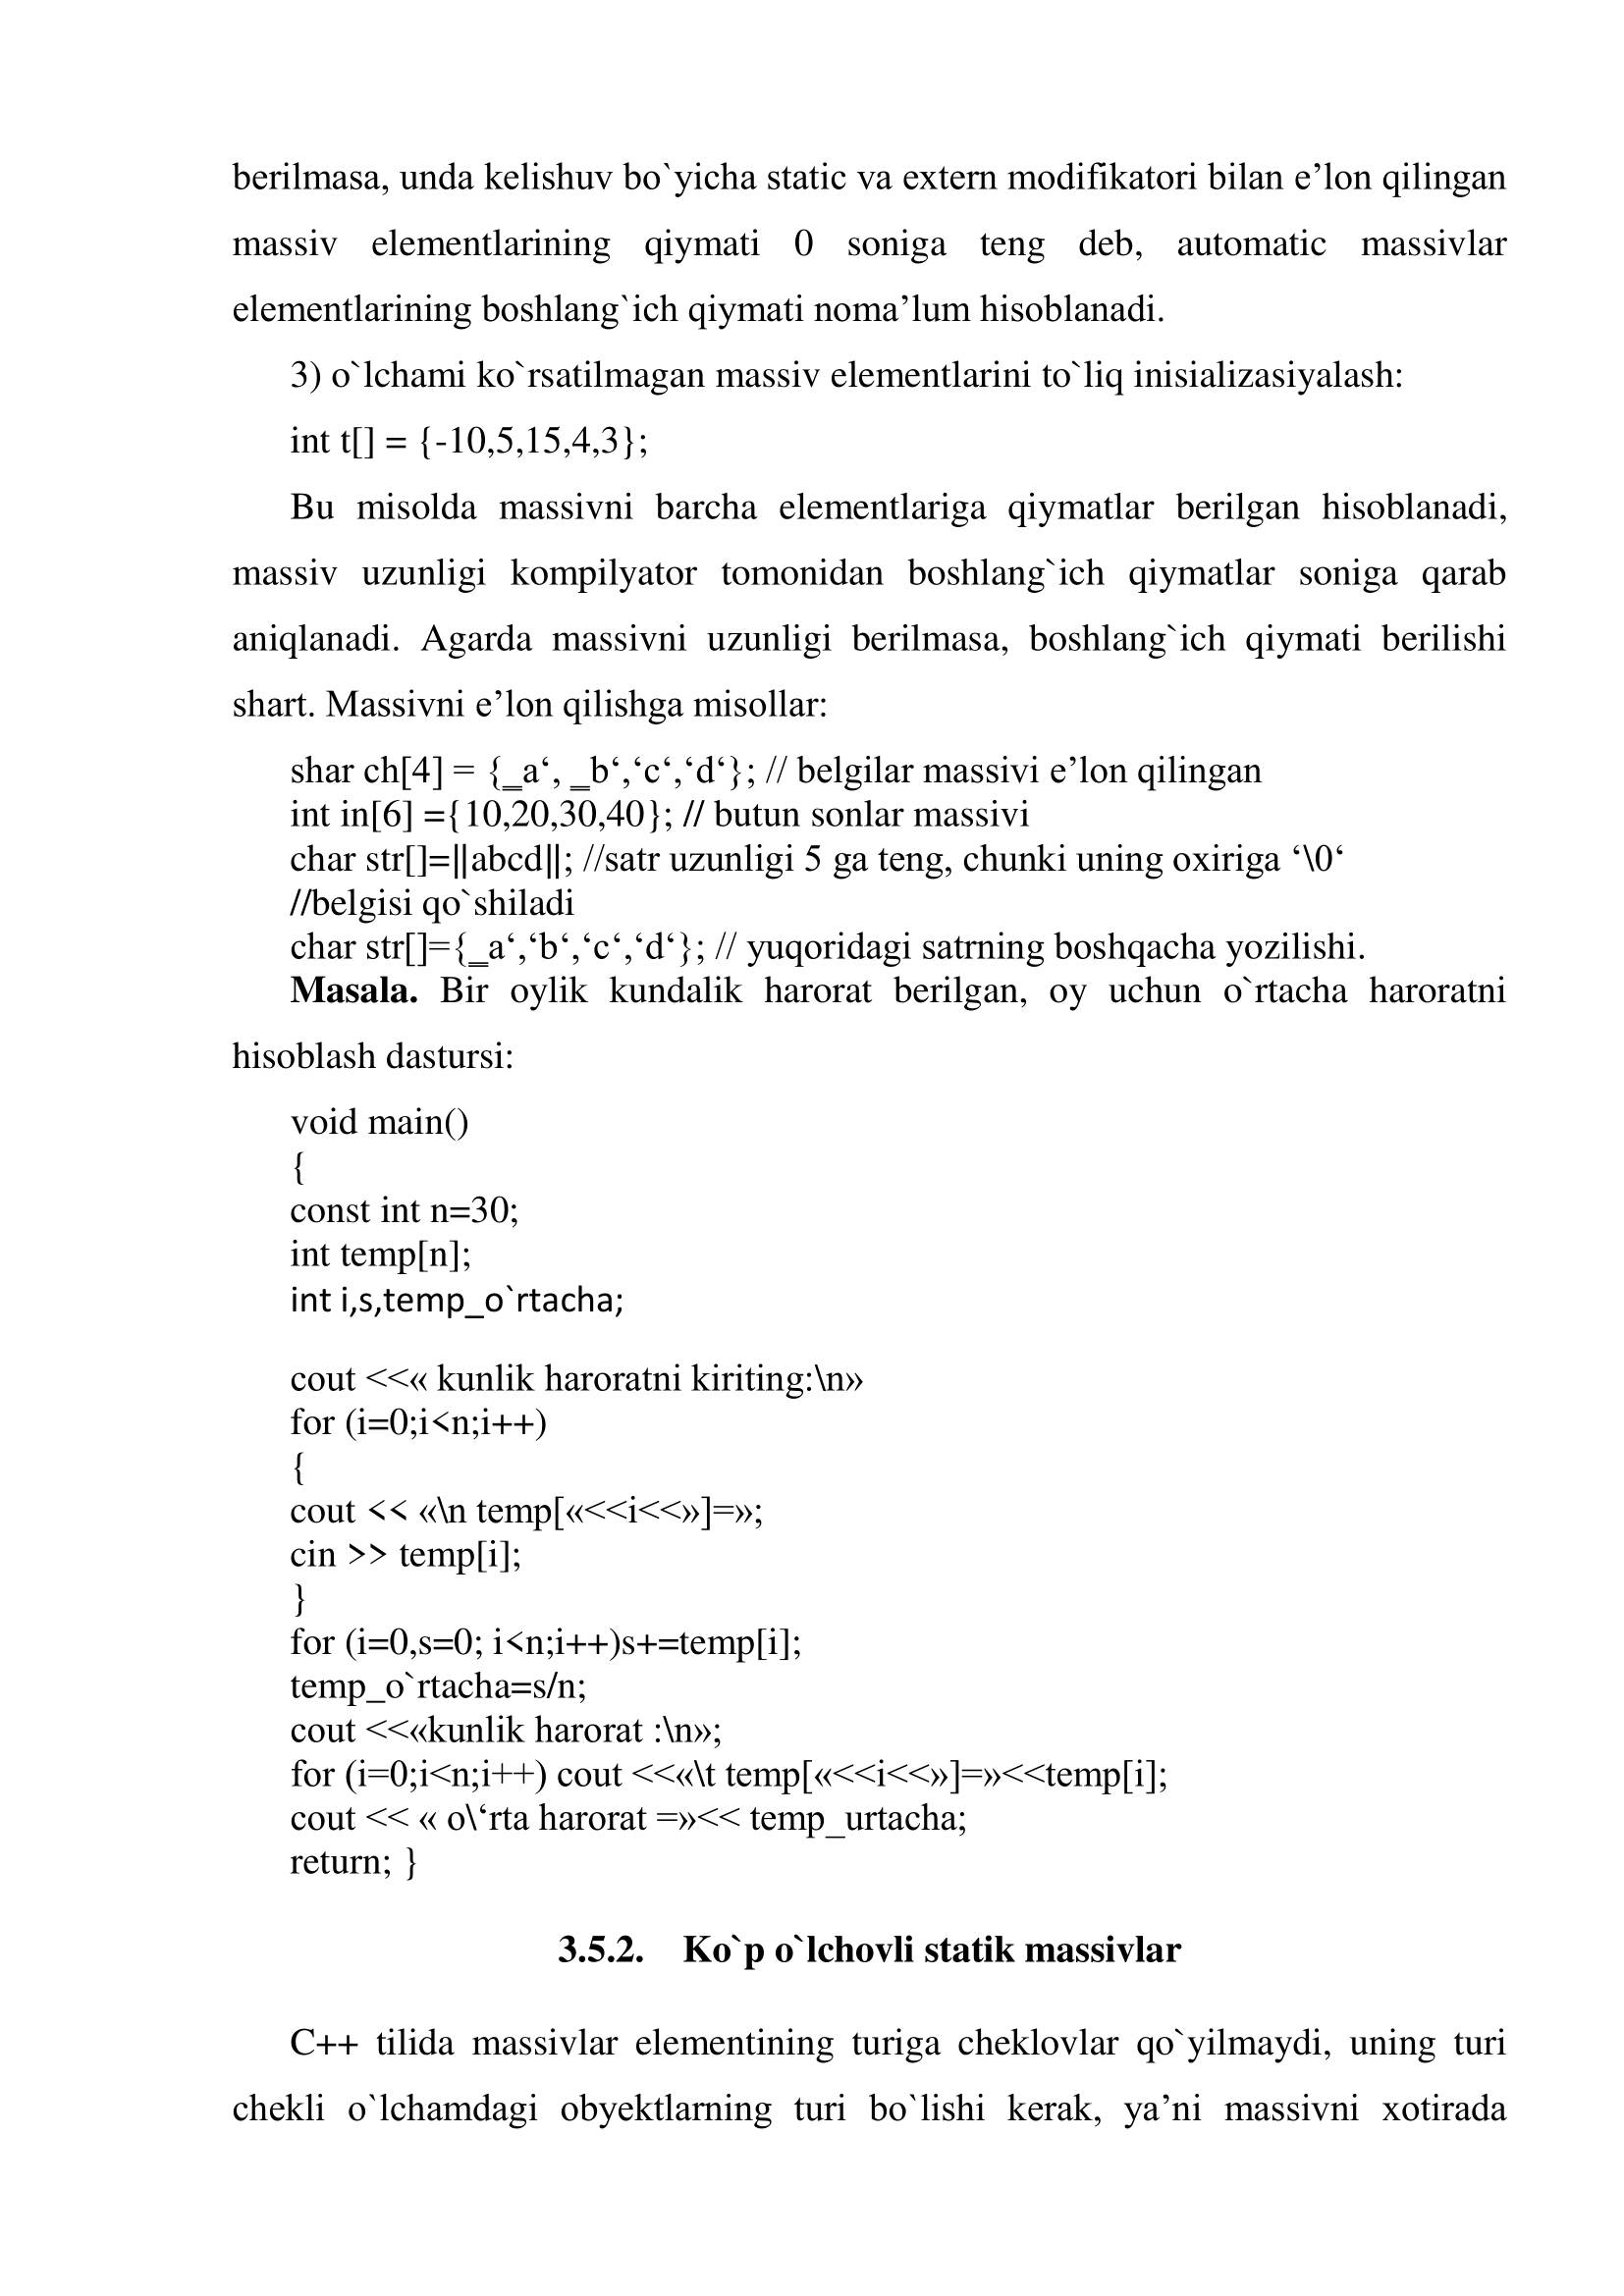 berilmasa, unda kelishuv bo`yicha static va extern modifikatori bilan e’lon qilingan
massiv elementlarining qiymati 0 soniga teng deb, automatic massivlar
elementlarining boshlang`ich qiymati noma’lum hisoblanadi.
3) o`lchami ko`rsatilmagan massiv elementlarini to`liq inisializasiyalash:
int t[] = {-10,5,15,4,3};
Bu misolda massivni barcha elementlariga qiymatlar berilgan hisoblanadi,
massiv uzunligi kompilyator tomonidan boshlang`ich qiymatlar soniga qarab
aniqlanadi. Agarda massivni uzunligi berilmasa, boshlang`ich qiymati berilishi
shart. Massivni e’lon qilishga misollar:
shar ch[4] = {‗a‘, ‗b‘,‘c‘,‘d‘}; // belgilar massivi e’lon qilingan
int in[6] ={10,20,30,40}; // butun sonlar massivi
char str[]=‖abcd‖; //satr uzunligi 5 ga teng, chunki uning oxiriga ‘\0‘
//belgisi qo`shiladi
char str[]={‗a‘,‘b‘,‘c‘,‘d‘}; // yuqoridagi satrning boshqacha yozilishi.
Masala. Bir oylik kundalik harorat berilgan, oy uchun o`rtacha haroratni
hisoblash dastursi:
void main()
{
const int n=30;
int temp[n];
int i,s,temp_o`rtacha;
cout <<« kunlik haroratni kiriting:\n»
for (i=0;i<n;i++)
{
cout << «\n temp[«<<i<<»]=»;
cin >> temp[i];
}
for (i=0,s=0; i<n;i++)s+=temp[i];
temp_o`rtacha=s/n;
cout <<«kunlik harorat :\n»;
for (i=0;i<n;i++) cout <<«\t temp[«<<i<<»]=»<<temp[i];
cout << « o\‘rta harorat =»<< temp_urtacha;
return; }
3.5.2. Ko`p o`lchovli statik massivlar
C++ tilida massivlar elementining turiga cheklovlar qo`yilmaydi, uning turi
chekli o`lchamdagi obyektlarning turi bo`lishi kerak, ya’ni massivni xotirada